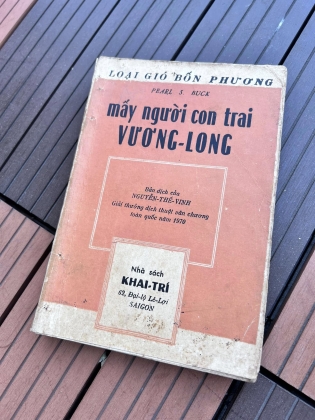 LOẠI GIÓ BỐN PHƯƠNG
PEARL S. BUCK
mấy người con trai
VƯƠNG-LONG
Bản dịch của
NGUYỄN-THẾ-VINH
Giải thưởng dịch thuật văn chương
toàn quốc năm 1970
Nhà sách
KHAI-TRÍ
62, Đại-lộ Lê-Lợi
SAIGON